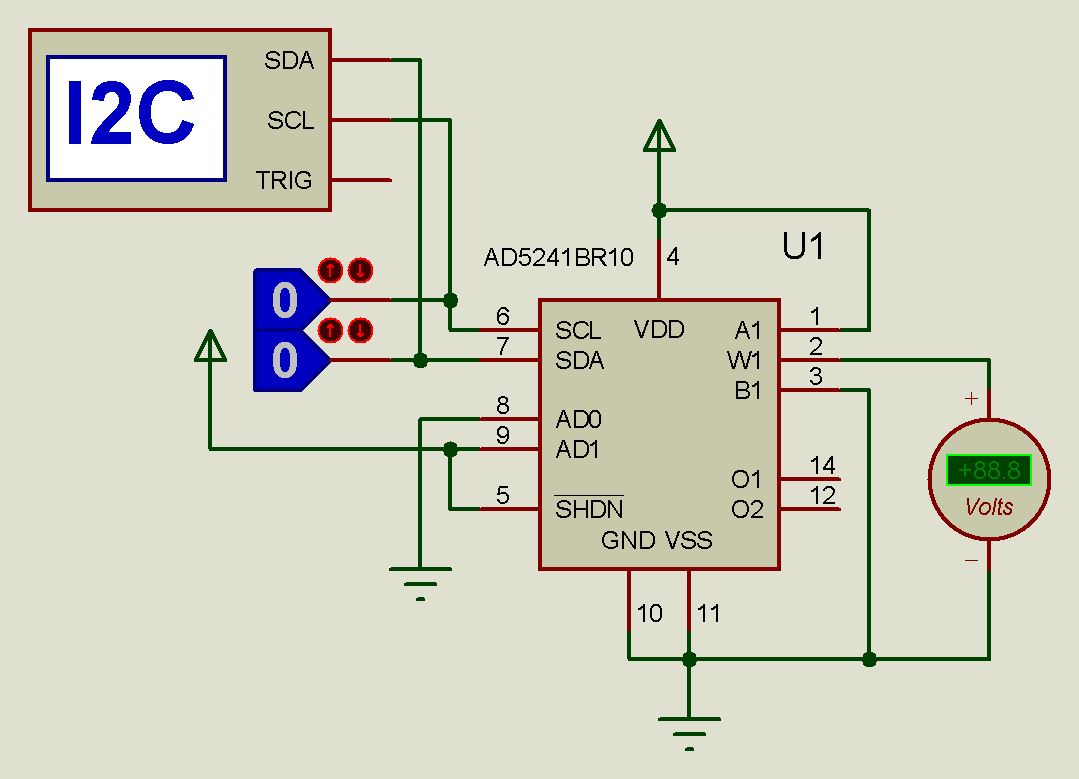 SDA
I2C
SCL
TRIG
AD5241BR10
4
U1
0
0
6
SCL
VDD
A1
1
7
SDA
W1
2
B1
3
+
8
AD0
9
AD1
+88.8
Volts
O1
14
5
SHDN
O2
12
GND VSS
−
10
11